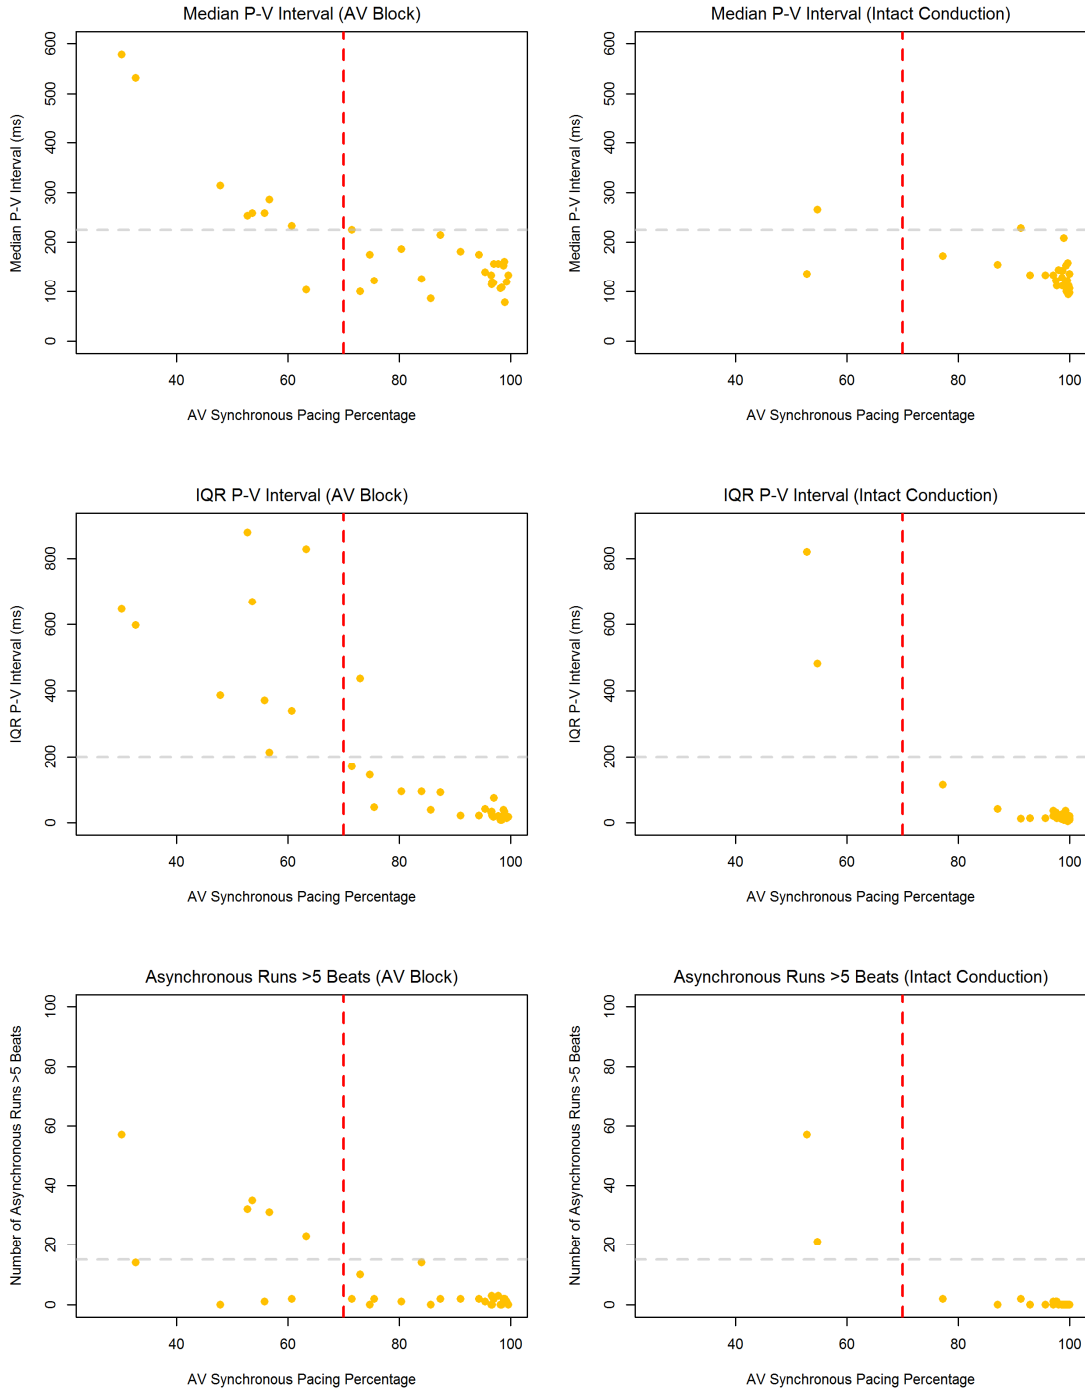 Median P-V Interval (AV Block)
Median P-V Interval (ms)
0 100 200 300 400 500 600
40 60 80 100
AV Synchronous Pacing Percentage
Median P-V Interval (Intact Conduction)
Median P-V Interval (ms)
0 100 200 300 400 500 600
40 60 80 100
AV Synchronous Pacing Percentage
IQR P-V Interval (AV Block)
IQR P-V Interval (ms)
0 200 400 600 800
40 60 80 100
AV Synchronous Pacing Percentage
IQR P-V Interval (Intact Conduction)
IQR P-V Interval (ms)
0 200 400 600 800
40 60 80 100
AV Synchronous Pacing Percentage
Asynchronous Runs >5 Beats (AV Block)
Number of Asynchronous Runs >5 Beats
0 20 40 60 80 100
40 60 80 100
AV Synchronous Pacing Percentage
Asynchronous Runs >5 Beats (Intact Conduction)
Number of Asynchronous Runs >5 Beats
0 20 40 60 80 100
40 60 80 100
AV Synchronous Pacing Percentage